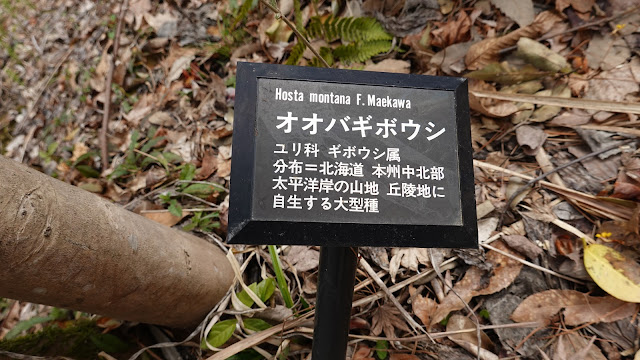 Hosta montana F. Maekawa
オオバギボウシ
ユリ科 ギボウシ属
分布＝北海道 本州中北部
太平洋岸の山地 丘陵地に
自生する大型種